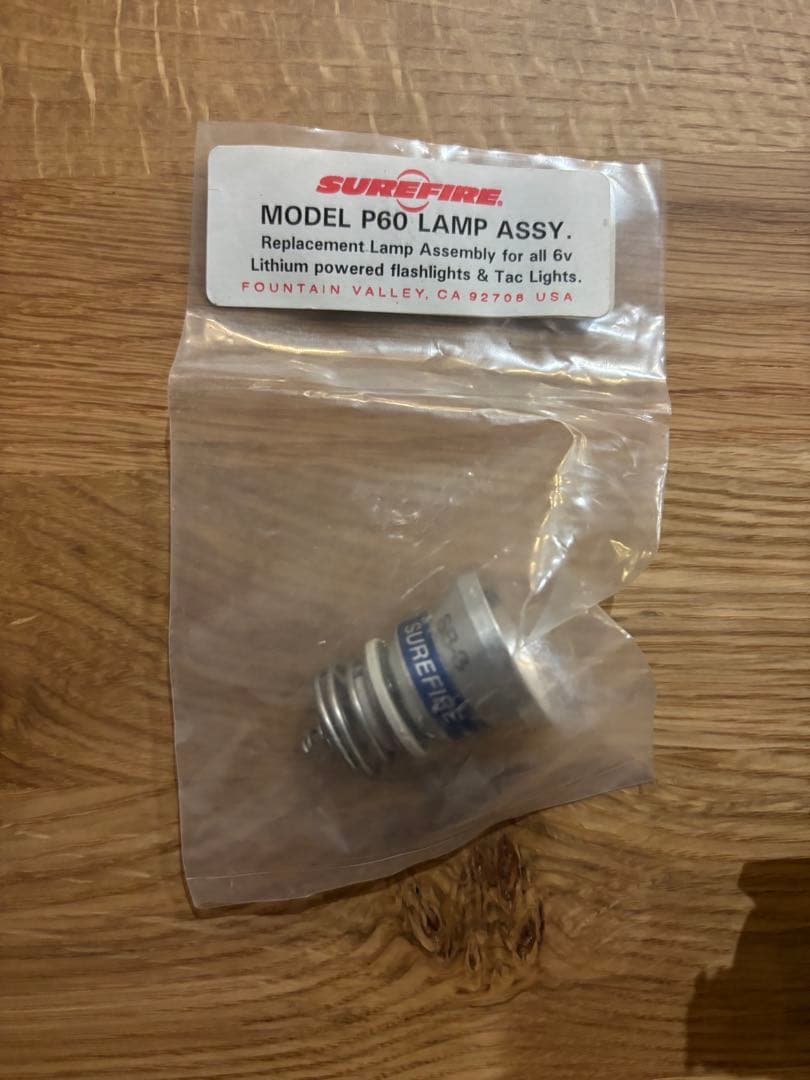 SUREFIRE.
MODEL P60 LAMP ASSY.
Replacement Lamp Assembly for all 6v
Lithium powered flashlights & Tac Lights.
FOUNTAIN VALLEY, CA 92708 USA
SUREFIRE